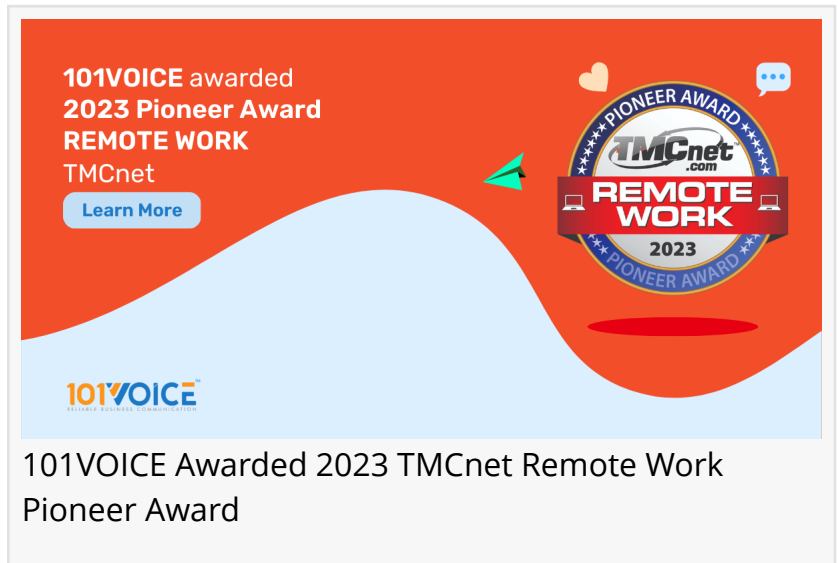 101VOICE awarded
2023 Pioneer Award
REMOTE WORK
TMCnet
Learn More
PIONEER AWARD
TMCnet
.com
REMOTE
WORK
2023
PIONEER AWARD
101VOICE™
RELIABLE BUSINESS COMMUNICATION
101VOICE Awarded 2023 TMCnet Remote Work
Pioneer Award